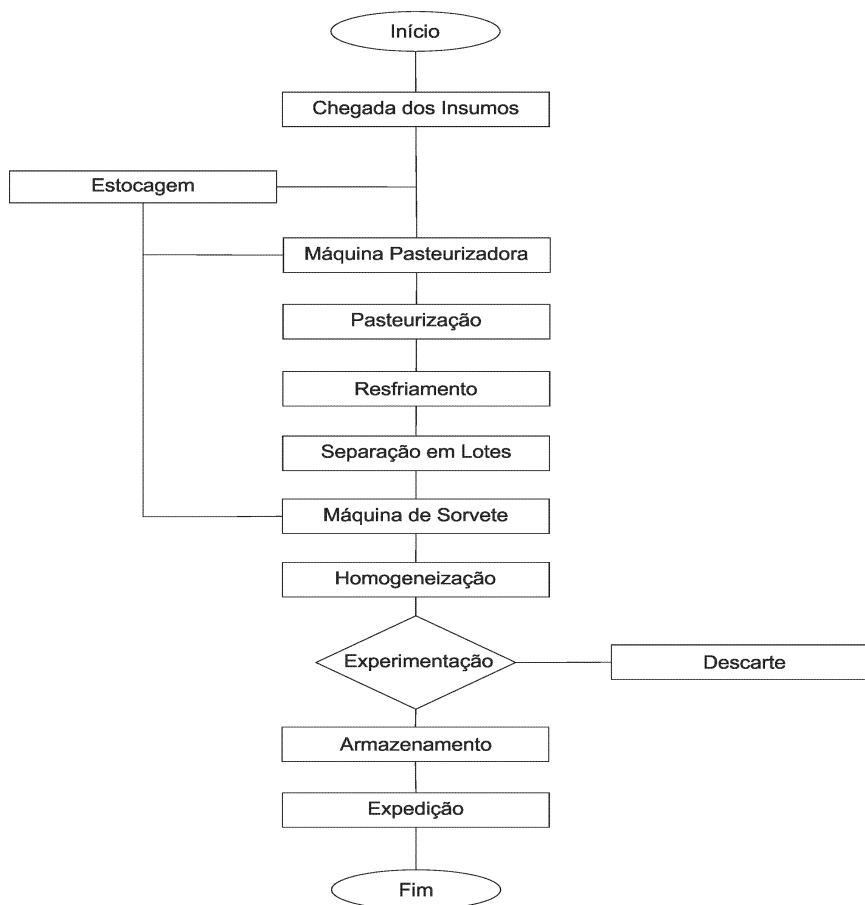 Início
Chegada dos Insumos
Estocagem
Máquina Pasteurizadora
Pasteurização
Resfriamento
Separação em Lotes
Máquina de Sorvete
Homogeneização
Experimentação
Descarte
Armazenamento
Expedição
Fim